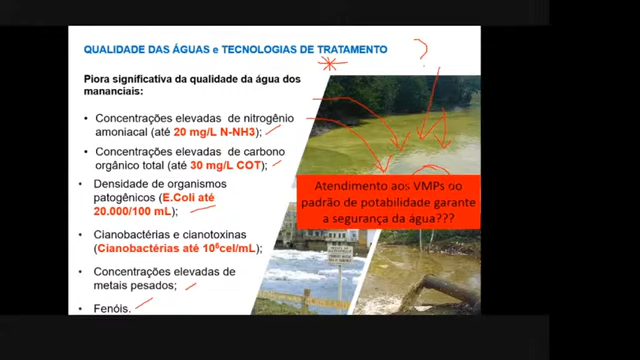 QUALIDADE DAS ÁGUAS e TECNOLOGIAS DE TRATAMENTO
?
Piora significativa da qualidade da água dos
mananciais:
• Concentrações elevadas de nitrogênio
amoniacal (até 20 mg/L N-NH3);
• Concentrações elevadas de carbono
orgânico total (até 30 mg/L COT);
• Densidade de organismos
patogênicos (E.Coli até
20.000/100 mL);
• Cianobactérias e cianotoxinas
(Cianobactérias até 10⁶cel/mL);
• Concentrações elevadas de
metais pesados;
• Fenóis.
Atendimento aos VMPs do
padrão de potabilidade garante
a segurança da água???